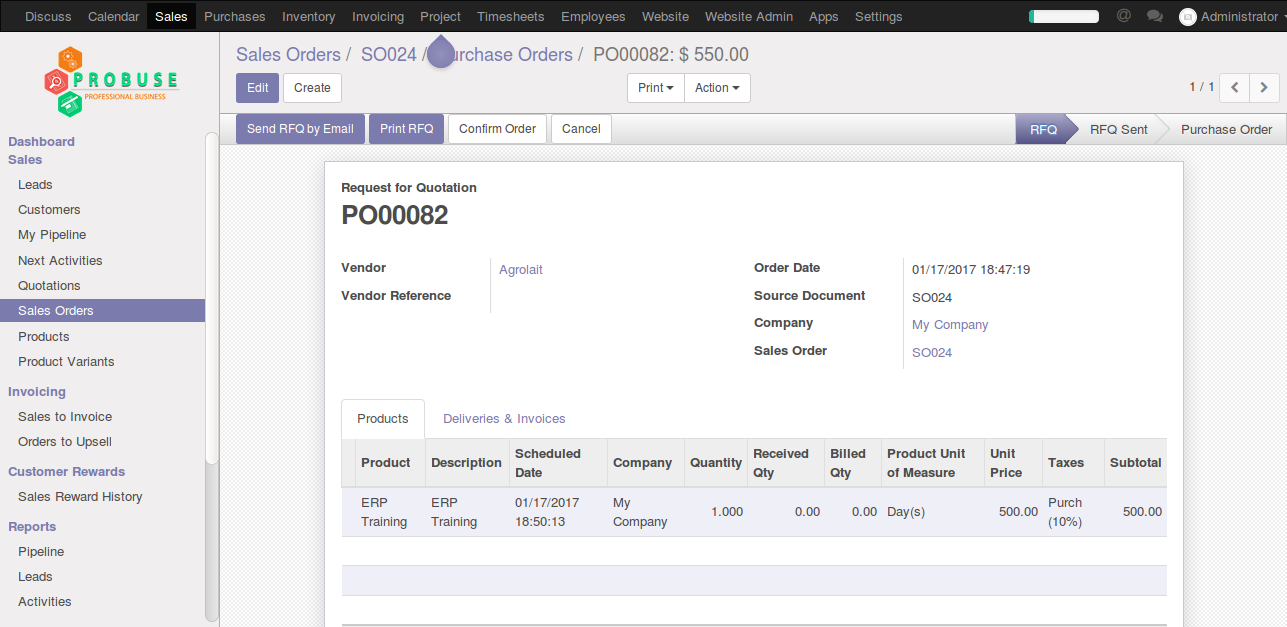 Discuss Calendar Sales Purchases Inventory Invoicing Project Timesheets Employees Website Website Admin Apps Settings @ Administrator
PROBUSE
PROFESSIONAL BUSINESS
Sales Orders / SO024 / urchase Orders / PO00082: $ 550.00
Edit Create Print Action 1 / 1
Send RFQ by Email Print RFQ Confirm Order Cancel RFQ RFQ Sent Purchase Order
Dashboard
Sales
Leads
Customers
My Pipeline
Next Activities
Quotations
Sales Orders
Products
Product Variants
Invoicing
Sales to Invoice
Orders to Upsell
Customer Rewards
Sales Reward History
Reports
Pipeline
Leads
Activities
Request for Quotation
PO00082
Vendor Agrolait
Vendor Reference
Order Date 01/17/2017 18:47:19
Source Document SO024
Company My Company
Sales Order SO024
Products Deliveries & Invoices
Product Description Scheduled Date Company Quantity Received Qty Billed Qty Product Unit of Measure Unit Price Taxes Subtotal
ERP Training ERP Training 01/17/2017 18:50:13 My Company 1.000 0.00 0.00 Day(s) 500.00 Purch (10%) 500.00